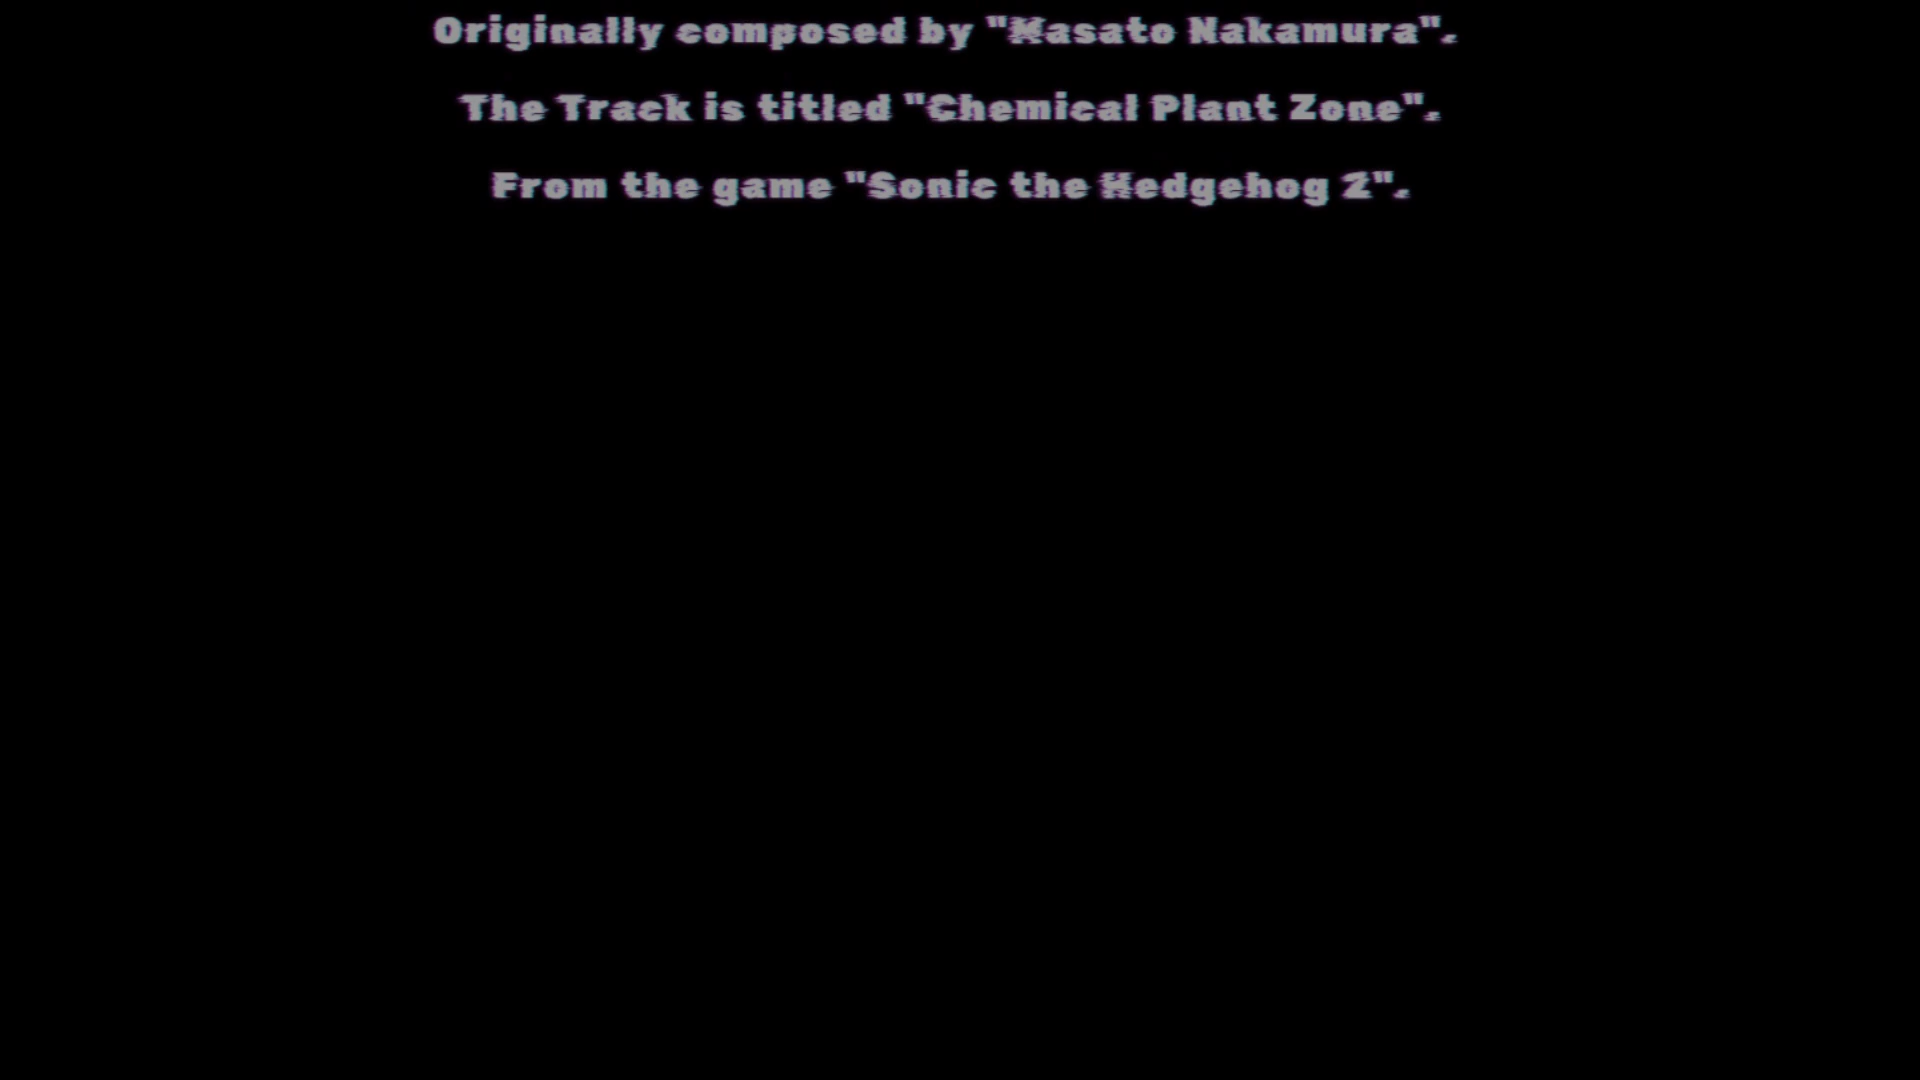 Originally composed by "Masato Nakamura".
The Track is titled "Chemical Plant Zone".
From the game "Sonic the Hedgehog 2".